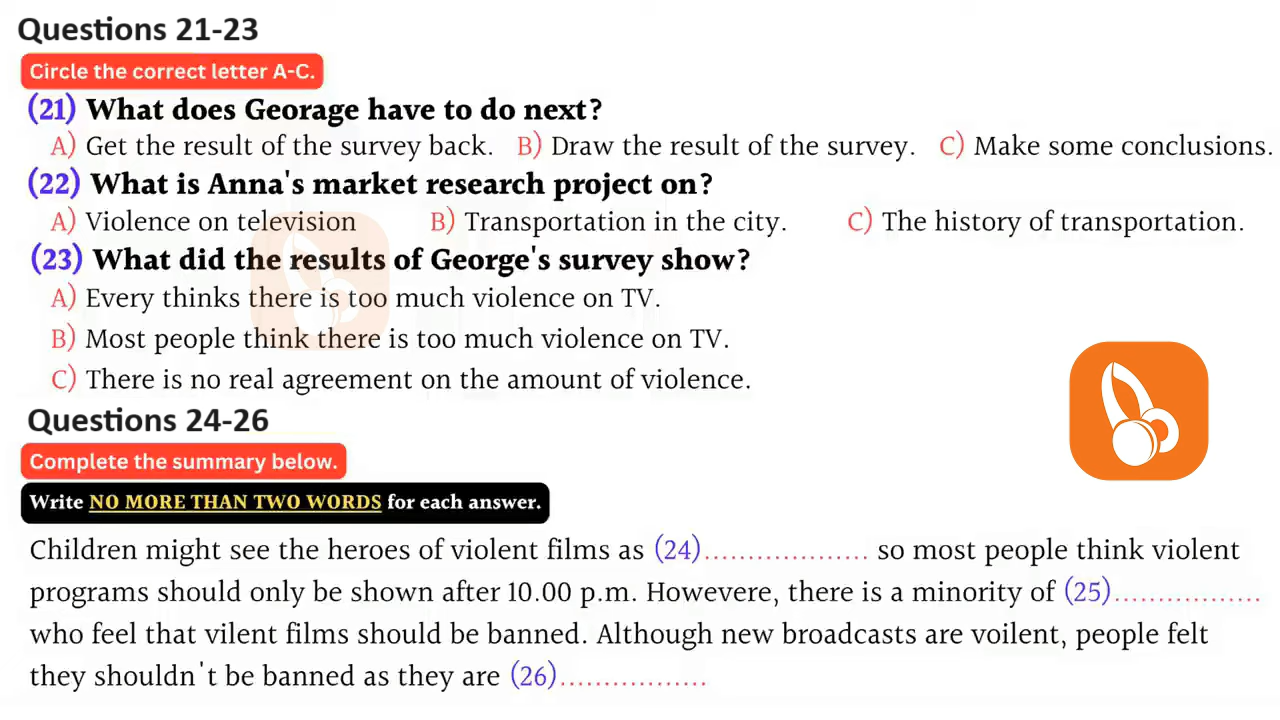 Questions 21-23
Circle the correct letter A-C.
(21) What does Georage have to do next?
A) Get the result of the survey back. B) Draw the result of the survey. C) Make some conclusions.
(22) What is Anna's market research project on?
A) Violence on television B) Transportation in the city. C) The history of transportation.
(23) What did the results of George's survey show?
A) Every thinks there is too much violence on TV.
B) Most people think there is too much violence on TV.
C) There is no real agreement on the amount of violence.
Questions 24-26
Complete the summary below.
Write NO MORE THAN TWO WORDS for each answer.
Children might see the heroes of violent films as (24)................... so most people think violent
programs should only be shown after 10.00 p.m. Howevere, there is a minority of (25).................
who feel that vilent films should be banned. Although new broadcasts are voilent, people felt
they shouldn't be banned as they are (26).................